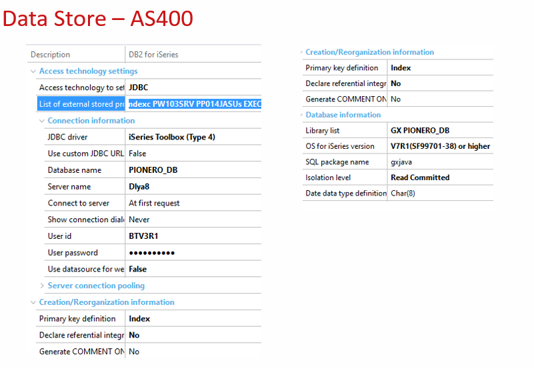 Data Store – AS400
Description DB2 for iSeries
Access technology settings
Access technology to set JDBC
List of external stored pro ndexc PW103SRV PP014JASUs EXEC
Connection information
JDBC driver iSeries Toolbox (Type 4)
Use custom JDBC URL False
Database name PIONERO_DB
Server name Dlya8
Connect to server At first request
Show connection dialo Never
User id BTV3R1
User password ●●●●●●●●●●
Use datasource for we False
Server connection pooling
Creation/Reorganization information
Primary key definition Index
Declare referential integr No
Generate COMMENT ON No
Creation/Reorganization information
Primary key definition Index
Declare referential integr No
Generate COMMENT ON No
Database information
Library list GX PIONERO_DB
OS for iSeries version V7R1(SF99701-38) or higher
SQL package name gxjava
Isolation level Read Committed
Date data type definition Char(8)